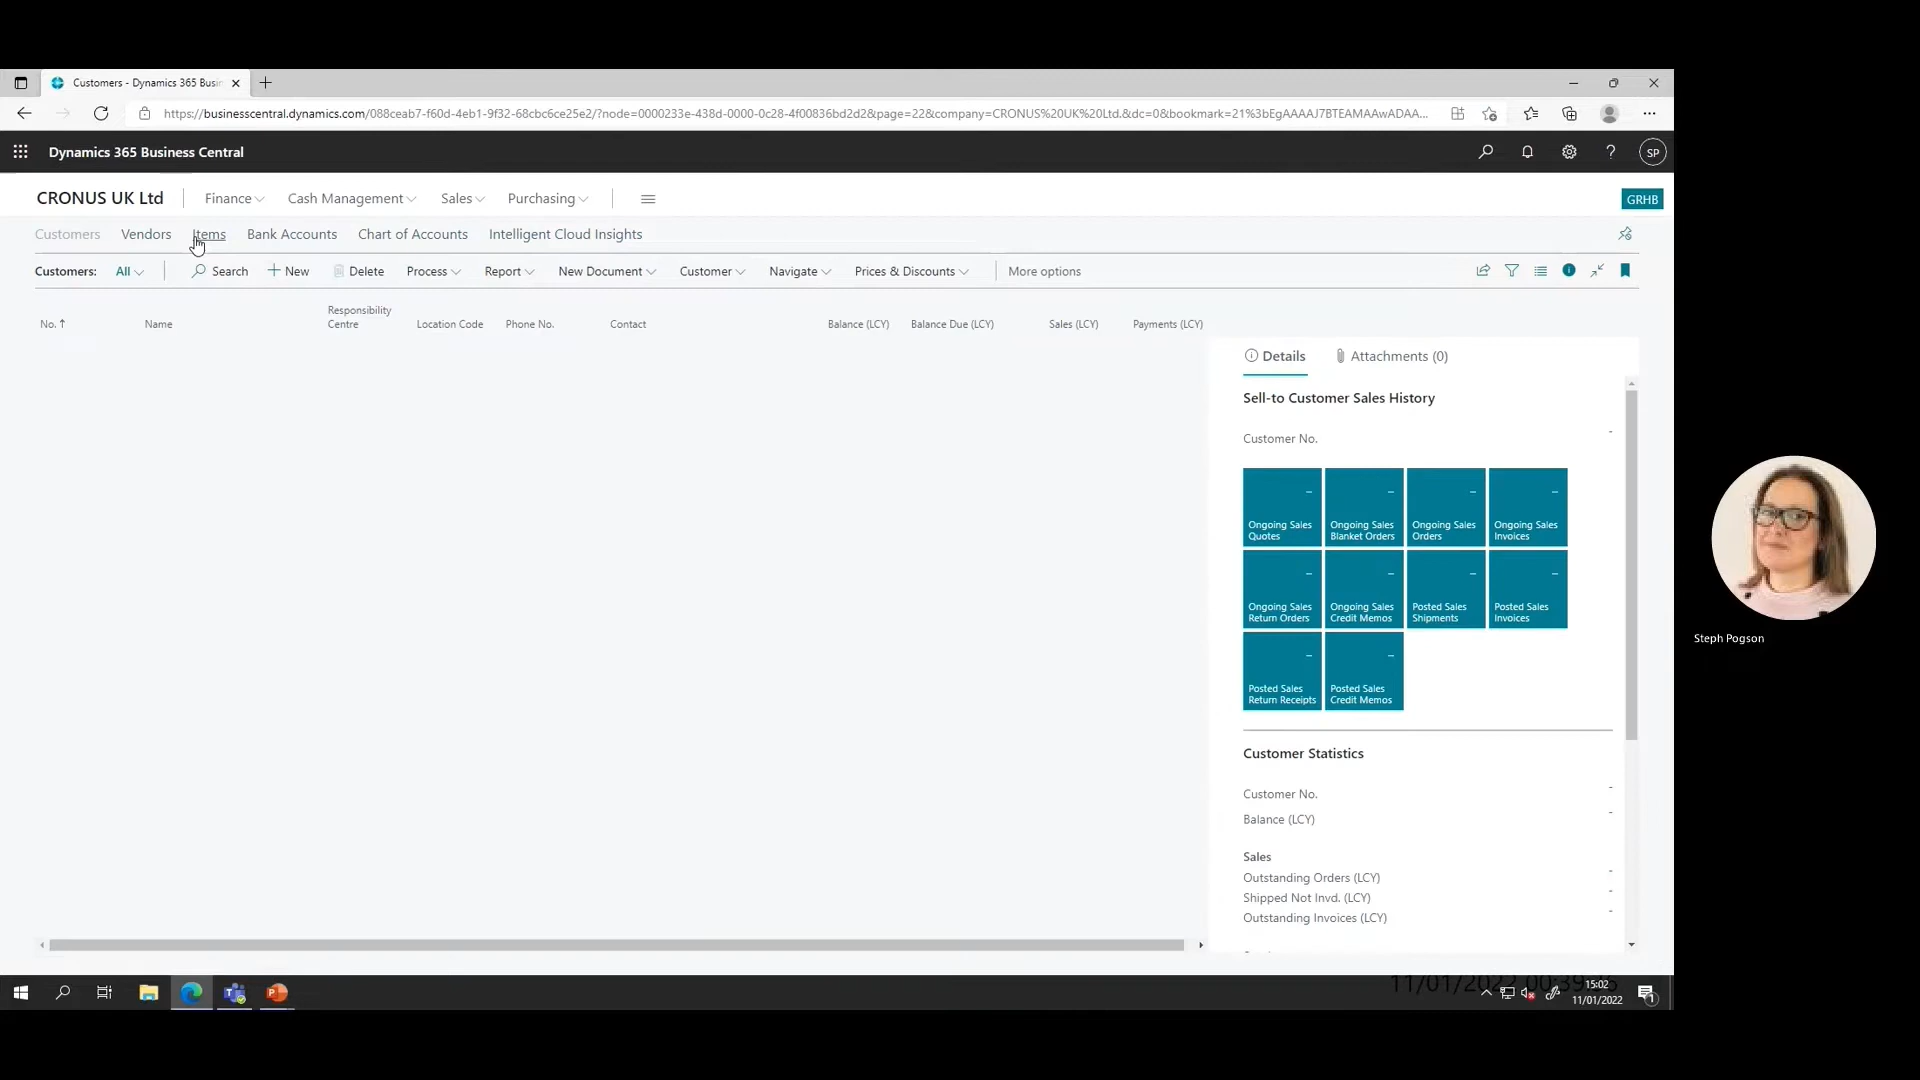 Customers - Dynamics 365 Busin
https://businesscentral.dynamics.com/088ceab7-f60d-4eb1-9f32-68cbc6ce25e2/?node=0000233e-438d-0000-0c28-4f00836bd2d2&page=22&company=CRONUS%20UK%20Ltd.&dc=0&bookmark=21%3bEgAAAAJ7BTEAMAAwADAA...
Dynamics 365 Business Central
SP
CRONUS UK Ltd Finance Cash Management Sales Purchasing GRHB
Customers Vendors Items Bank Accounts Chart of Accounts Intelligent Cloud Insights
Customers: All Search New Delete Process Report New Document Customer Navigate Prices & Discounts More options
No. ↑ Name Responsibility Centre Location Code Phone No. Contact Balance (LCY) Balance Due (LCY) Sales (LCY) Payments (LCY)
Details Attachments (0)
Sell-to Customer Sales History
Customer No. -
Ongoing Sales Quotes
Ongoing Sales Blanket Orders
Ongoing Sales Orders
Ongoing Sales Invoices
Ongoing Sales Return Orders
Ongoing Sales Credit Memos
Posted Sales Shipments
Posted Sales Invoices
Posted Sales Return Receipts
Posted Sales Credit Memos
Customer Statistics
Customer No. -
Balance (LCY) -
Sales
Outstanding Orders (LCY) -
Shipped Not Invd. (LCY) -
Outstanding Invoices (LCY) -
Steph Pogson
15:02
11/01/2022